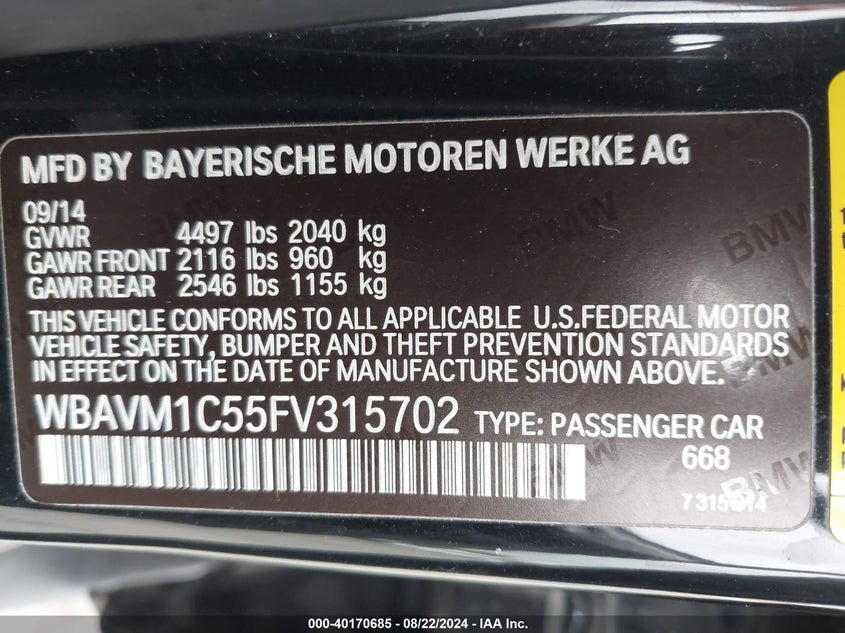 MFD BY BAYERISCHE MOTOREN WERKE AG
09/14
GVWR 4497 lbs 2040 kg
GAWR FRONT 2116 lbs 960 kg
GAWR REAR 2546 lbs 1155 kg
THIS VEHICLE CONFORMS TO ALL APPLICABLE U.S.FEDERAL MOTOR
VEHICLE SAFETY, BUMPER AND THEFT PREVENTION STANDARDS
IN EFFECT ON THE DATE OF MANUFACTURE SHOWN ABOVE.
WBAVM1C55FV315702 TYPE: PASSENGER CAR
668
BMW
BMW
BMW
000-40170685 - 08/22/2024 - IAA Inc.